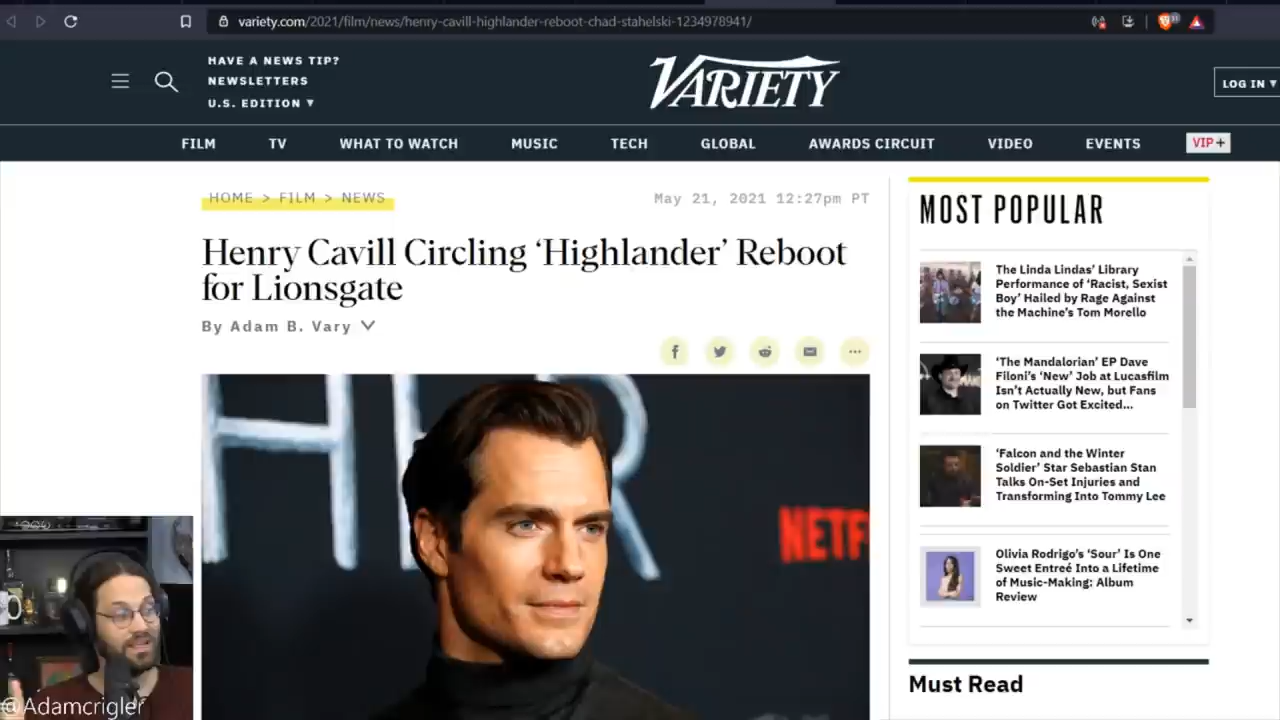 variety.com/2021/film/news/henry-cavill-highlander-reboot-chad-stahelski-1234978941/
HAVE A NEWS TIP?
NEWSLETTERS
U.S. EDITION ▼
VARIETY
LOG IN ▼
FILM TV WHAT TO WATCH MUSIC TECH GLOBAL AWARDS CIRCUIT VIDEO EVENTS VIP+
HOME > FILM > NEWS
May 21, 2021 12:27pm PT
Henry Cavill Circling ‘Highlander’ Reboot
for Lionsgate
By Adam B. Vary
NETF
MOST POPULAR
The Linda Lindas’ Library
Performance of ‘Racist, Sexist
Boy’ Hailed by Rage Against
the Machine’s Tom Morello
‘The Mandalorian’ EP Dave
Filoni’s ‘New’ Job at Lucasfilm
Isn’t Actually New, but Fans
on Twitter Got Excited...
‘Falcon and the Winter
Soldier’ Star Sebastian Stan
Talks On-Set Injuries and
Transforming Into Tommy Lee
Olivia Rodrigo’s ‘Sour’ Is One
Sweet Entreé Into a Lifetime
of Music-Making: Album
Review
Must Read
@Adamcrigler